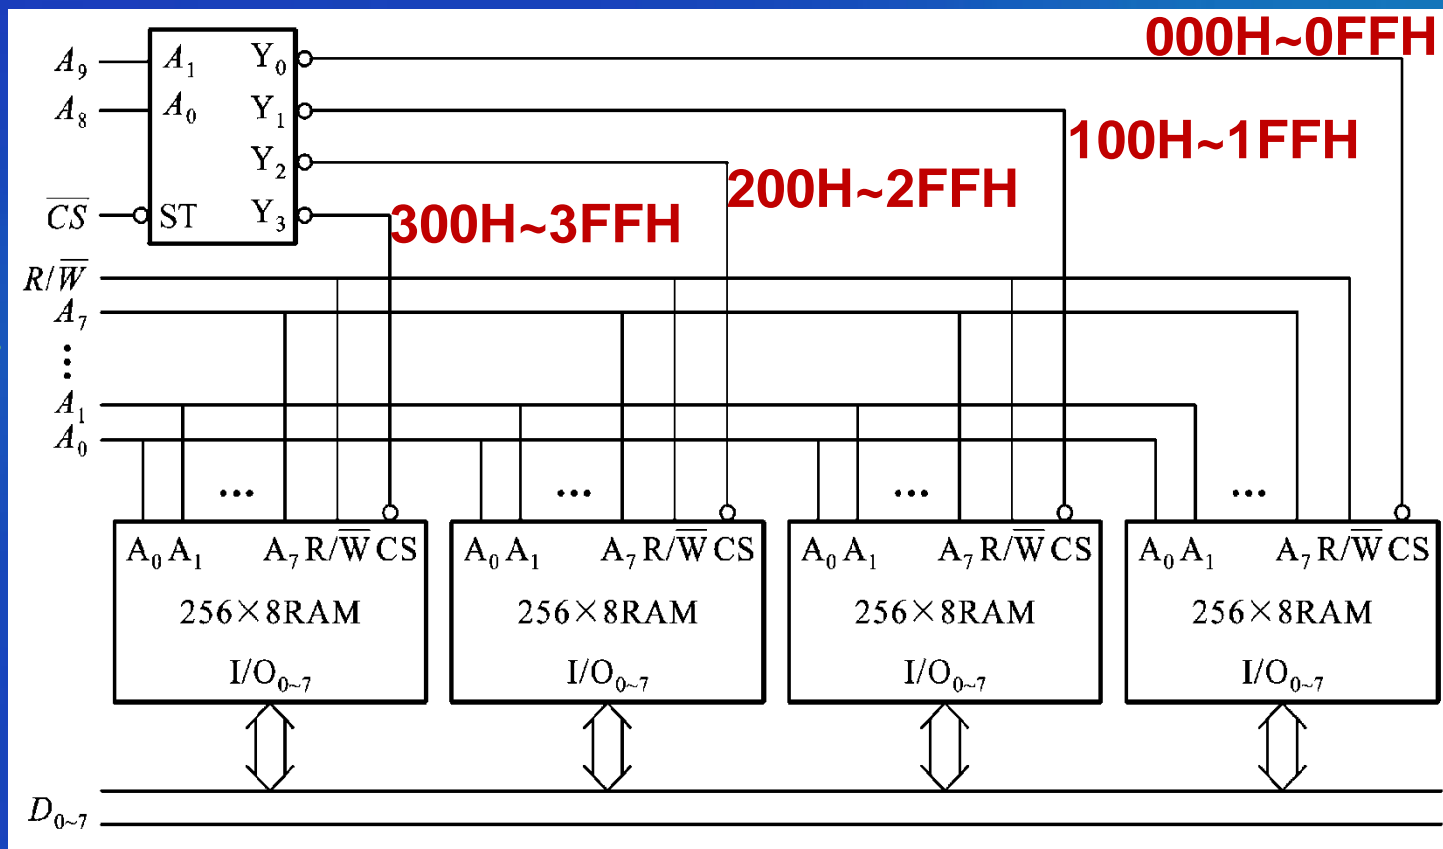 000H~0FFH
A₉ A₁ Y₀
A₈ A₀ Y₁
100H~1FFH
Y₂
200H~2FFH
C̅S̅ ST Y₃
300H~3FFH
R/W̅
A₇
⋮
A₁
A₀
... ... ... ...
A₀ A₁ A₇ R/W̅ CS A₀ A₁ A₇ R/W̅ CS A₀ A₁ A₇ R/W̅ CS A₀ A₁ A₇ R/W̅ CS
256×8RAM 256×8RAM 256×8RAM 256×8RAM
I/O₀~₇ I/O₀~₇ I/O₀~₇ I/O₀~₇
D₀~₇